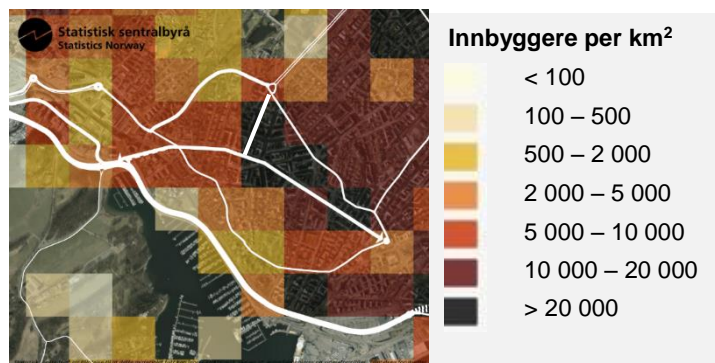 Statistisk sentralbyrå
Statistics Norway
Innbyggere per km²
< 100
100 – 500
500 – 2 000
2 000 – 5 000
5 000 – 10 000
10 000 – 20 000
> 20 000